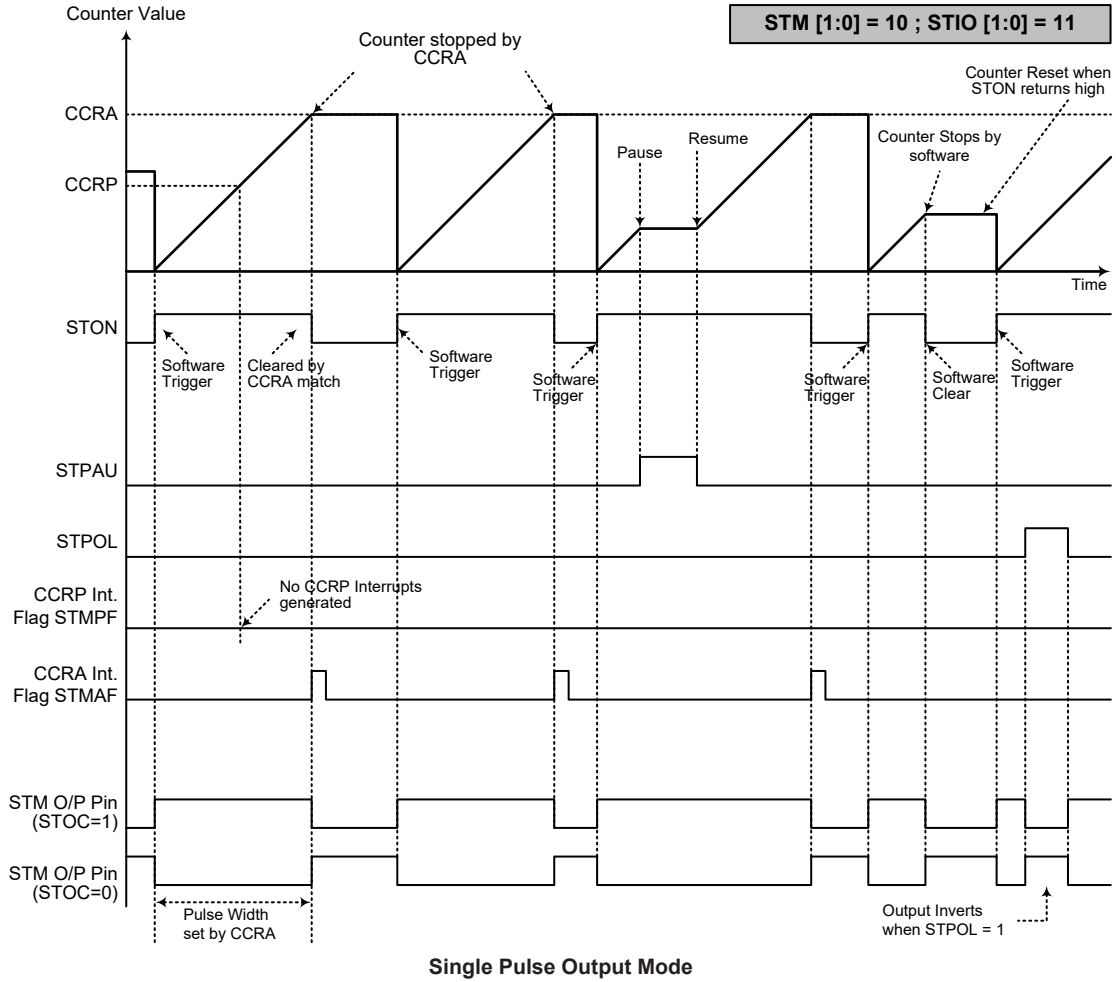 Counter Value
STM [1:0] = 10 ; STIO [1:0] = 11
Counter stopped by
CCRA
Counter Reset when
STON returns high
CCRA
Pause
Resume
Counter Stops by
software
CCRP
Time
STON
Software
Trigger
Cleared by
CCRA match
Software
Trigger
Software
Trigger
Software
Trigger
Software
Clear
Software
Trigger
STPAU
STPOL
CCRP Int.
Flag STMPF
No CCRP Interrupts
generated
CCRA Int.
Flag STMAF
STM O/P Pin
(STOC=1)
STM O/P Pin
(STOC=0)
Pulse Width
set by CCRA
Output Inverts
when STPOL = 1
Single Pulse Output Mode